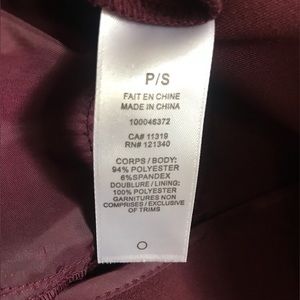 P/S
FAIT EN CHINE
MADE IN CHINA
100046372
CA# 11319
RN# 121340
CORPS / BODY:
94% POLYESTER
6%SPANDEX
DOUBLURE / LINING:
100% POLYESTER
GARNITURES NON
COMPRISES / EXCLUSIVE
OF TRIMS